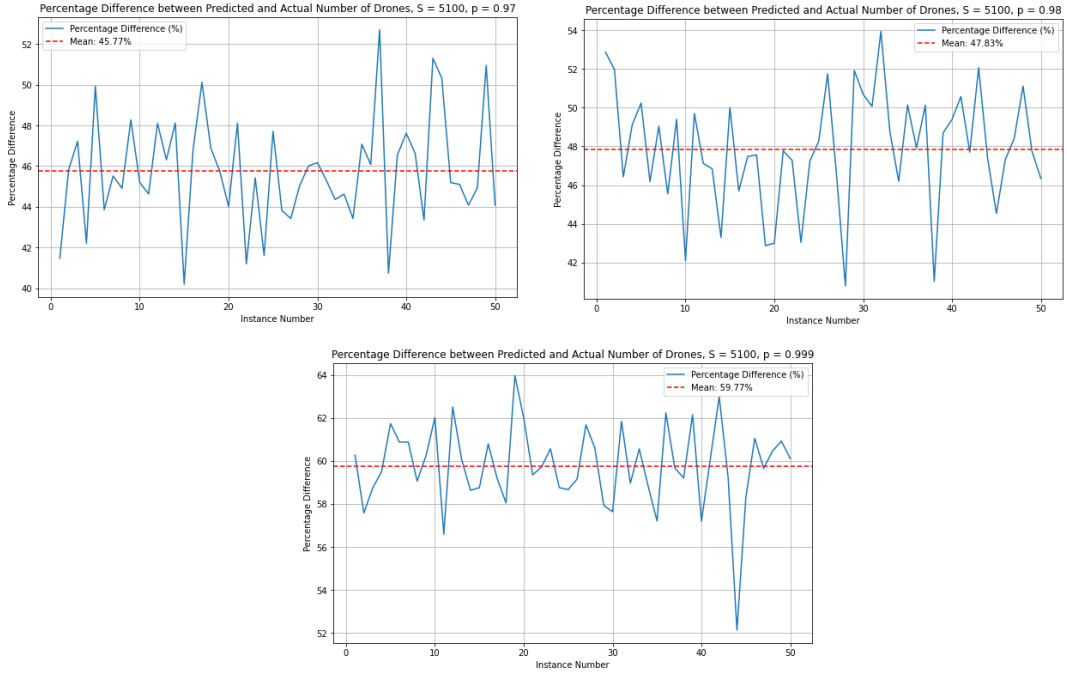 Percentage Difference between Predicted and Actual Number of Drones, S = 5100, p = 0.97
Percentage Difference (%)
Mean: 45.77%
Percentage Difference
52
50
48
46
44
42
40
0 10 20 30 40 50
Instance Number
Percentage Difference between Predicted and Actual Number of Drones, S = 5100, p = 0.98
Percentage Difference (%)
Mean: 47.83%
Percentage Difference
54
52
50
48
46
44
42
0 10 20 30 40 50
Instance Number
Percentage Difference between Predicted and Actual Number of Drones, S = 5100, p = 0.999
Percentage Difference (%)
Mean: 59.77%
Percentage Difference
64
62
60
58
56
54
52
0 10 20 30 40 50
Instance Number